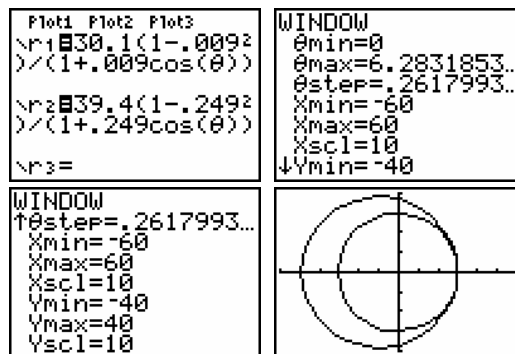 Plot1 Plot2 Plot3
\r₁=30.1(1-.009²
)/(1+.009cos(θ))
\r₂=39.4(1-.249²
)/(1+.249cos(θ))
\r₃=
WINDOW
θmin=0
θmax=6.2831853…
θstep=.2617993…
Xmin=-60
Xmax=60
Xscl=10
↓Ymin=-40
WINDOW
↑θstep=.2617993…
Xmin=-60
Xmax=60
Xscl=10
Ymin=-40
Ymax=40
Yscl=10